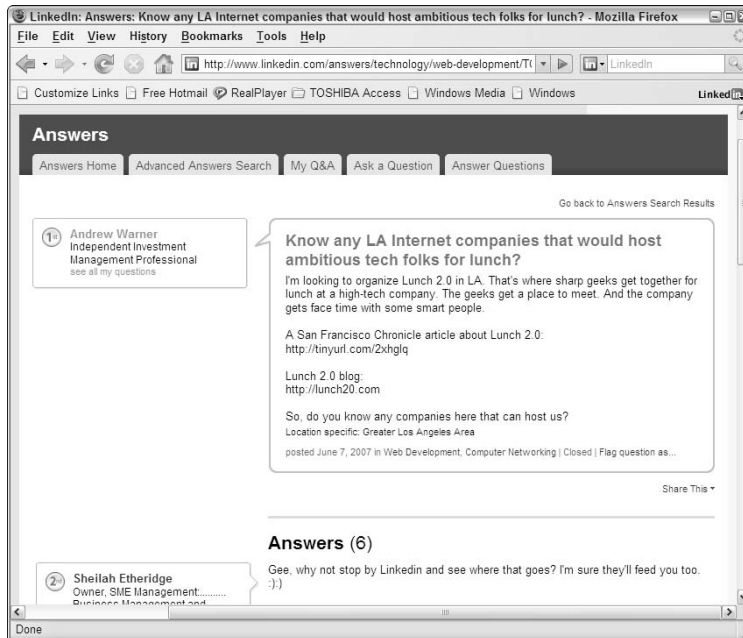 LinkedIn: Answers: Know any LA Internet companies that would host ambitious tech folks for lunch? - Mozilla Firefox
File Edit View History Bookmarks Tools Help
http://www.linkedin.com/answers/technology/web-development/T LinkedIn
Customize Links Free Hotmail RealPlayer TOSHIBA Access Windows Media Windows Linked in
Answers
Answers Home Advanced Answers Search My Q&A Ask a Question Answer Questions
Go back to Answers Search Results
1st Andrew Warner
Independent Investment
Management Professional
see all my questions
Know any LA Internet companies that would host
ambitious tech folks for lunch?
I'm looking to organize Lunch 2.0 in LA. That's where sharp geeks get together for
lunch at a high-tech company. The geeks get a place to meet. And the company
gets face time with some smart people.
A San Francisco Chronicle article about Lunch 2.0:
http://tinyurl.com/2xhglq
Lunch 2.0 blog:
http://lunch20.com
So, do you know any companies here that can host us?
Location specific: Greater Los Angeles Area
posted June 7, 2007 in Web Development, Computer Networking | Closed | Flag question as...
Share This
Answers (6)
2nd Sheilah Etheridge
Owner, SME Management:..........
Business Management and
Gee, why not stop by Linkedin and see where that goes? I'm sure they'll feed you too.
:):)
Done